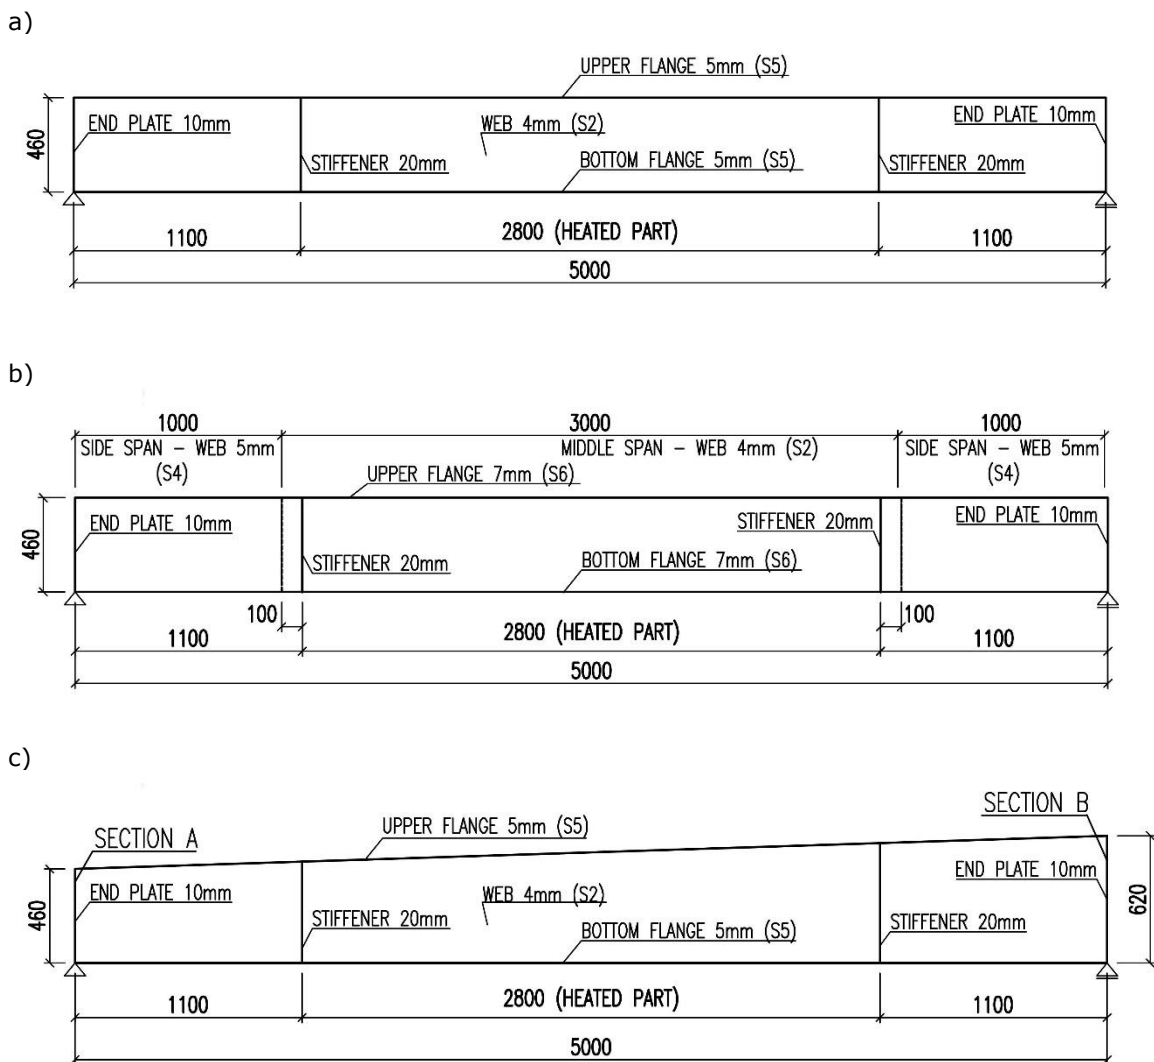 a)
UPPER FLANGE 5mm (S5)
460
END PLATE 10mm
WEB 4mm (S2)
END PLATE 10mm
STIFFENER 20mm
BOTTOM FLANGE 5mm (S5)
STIFFENER 20mm
1100
2800 (HEATED PART)
1100
5000
b)
1000
3000
1000
SIDE SPAN - WEB 5mm
(S4)
MIDDLE SPAN - WEB 4mm (S2)
SIDE SPAN - WEB 5mm
(S4)
UPPER FLANGE 7mm (S6)
460
END PLATE 10mm
STIFFENER 20mm
END PLATE 10mm
STIFFENER 20mm
BOTTOM FLANGE 7mm (S6)
100
100
1100
2800 (HEATED PART)
1100
5000
c)
SECTION A
UPPER FLANGE 5mm (S5)
SECTION B
460
END PLATE 10mm
WEB 4mm (S2)
END PLATE 10mm
620
STIFFENER 20mm
BOTTOM FLANGE 5mm (S5)
STIFFENER 20mm
1100
2800 (HEATED PART)
1100
5000